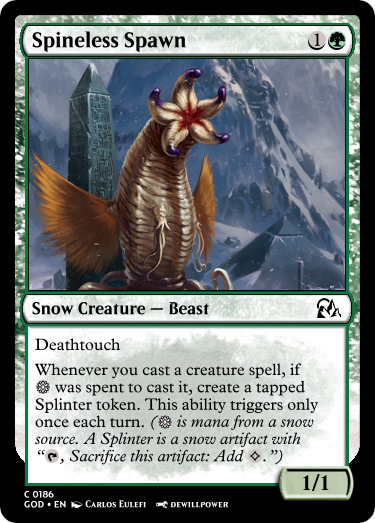 Spineless Spawn 1
Snow Creature — Beast
Deathtouch
Whenever you cast a creature spell, if
was spent to cast it, create a tapped
Splinter token. This ability triggers only
once each turn. ( is mana from a snow
source. A Splinter is a snow artifact with
“, Sacrifice this artifact: Add .”)
1/1
C 0186
GOD • EN Carlos Eulefi dewillpower